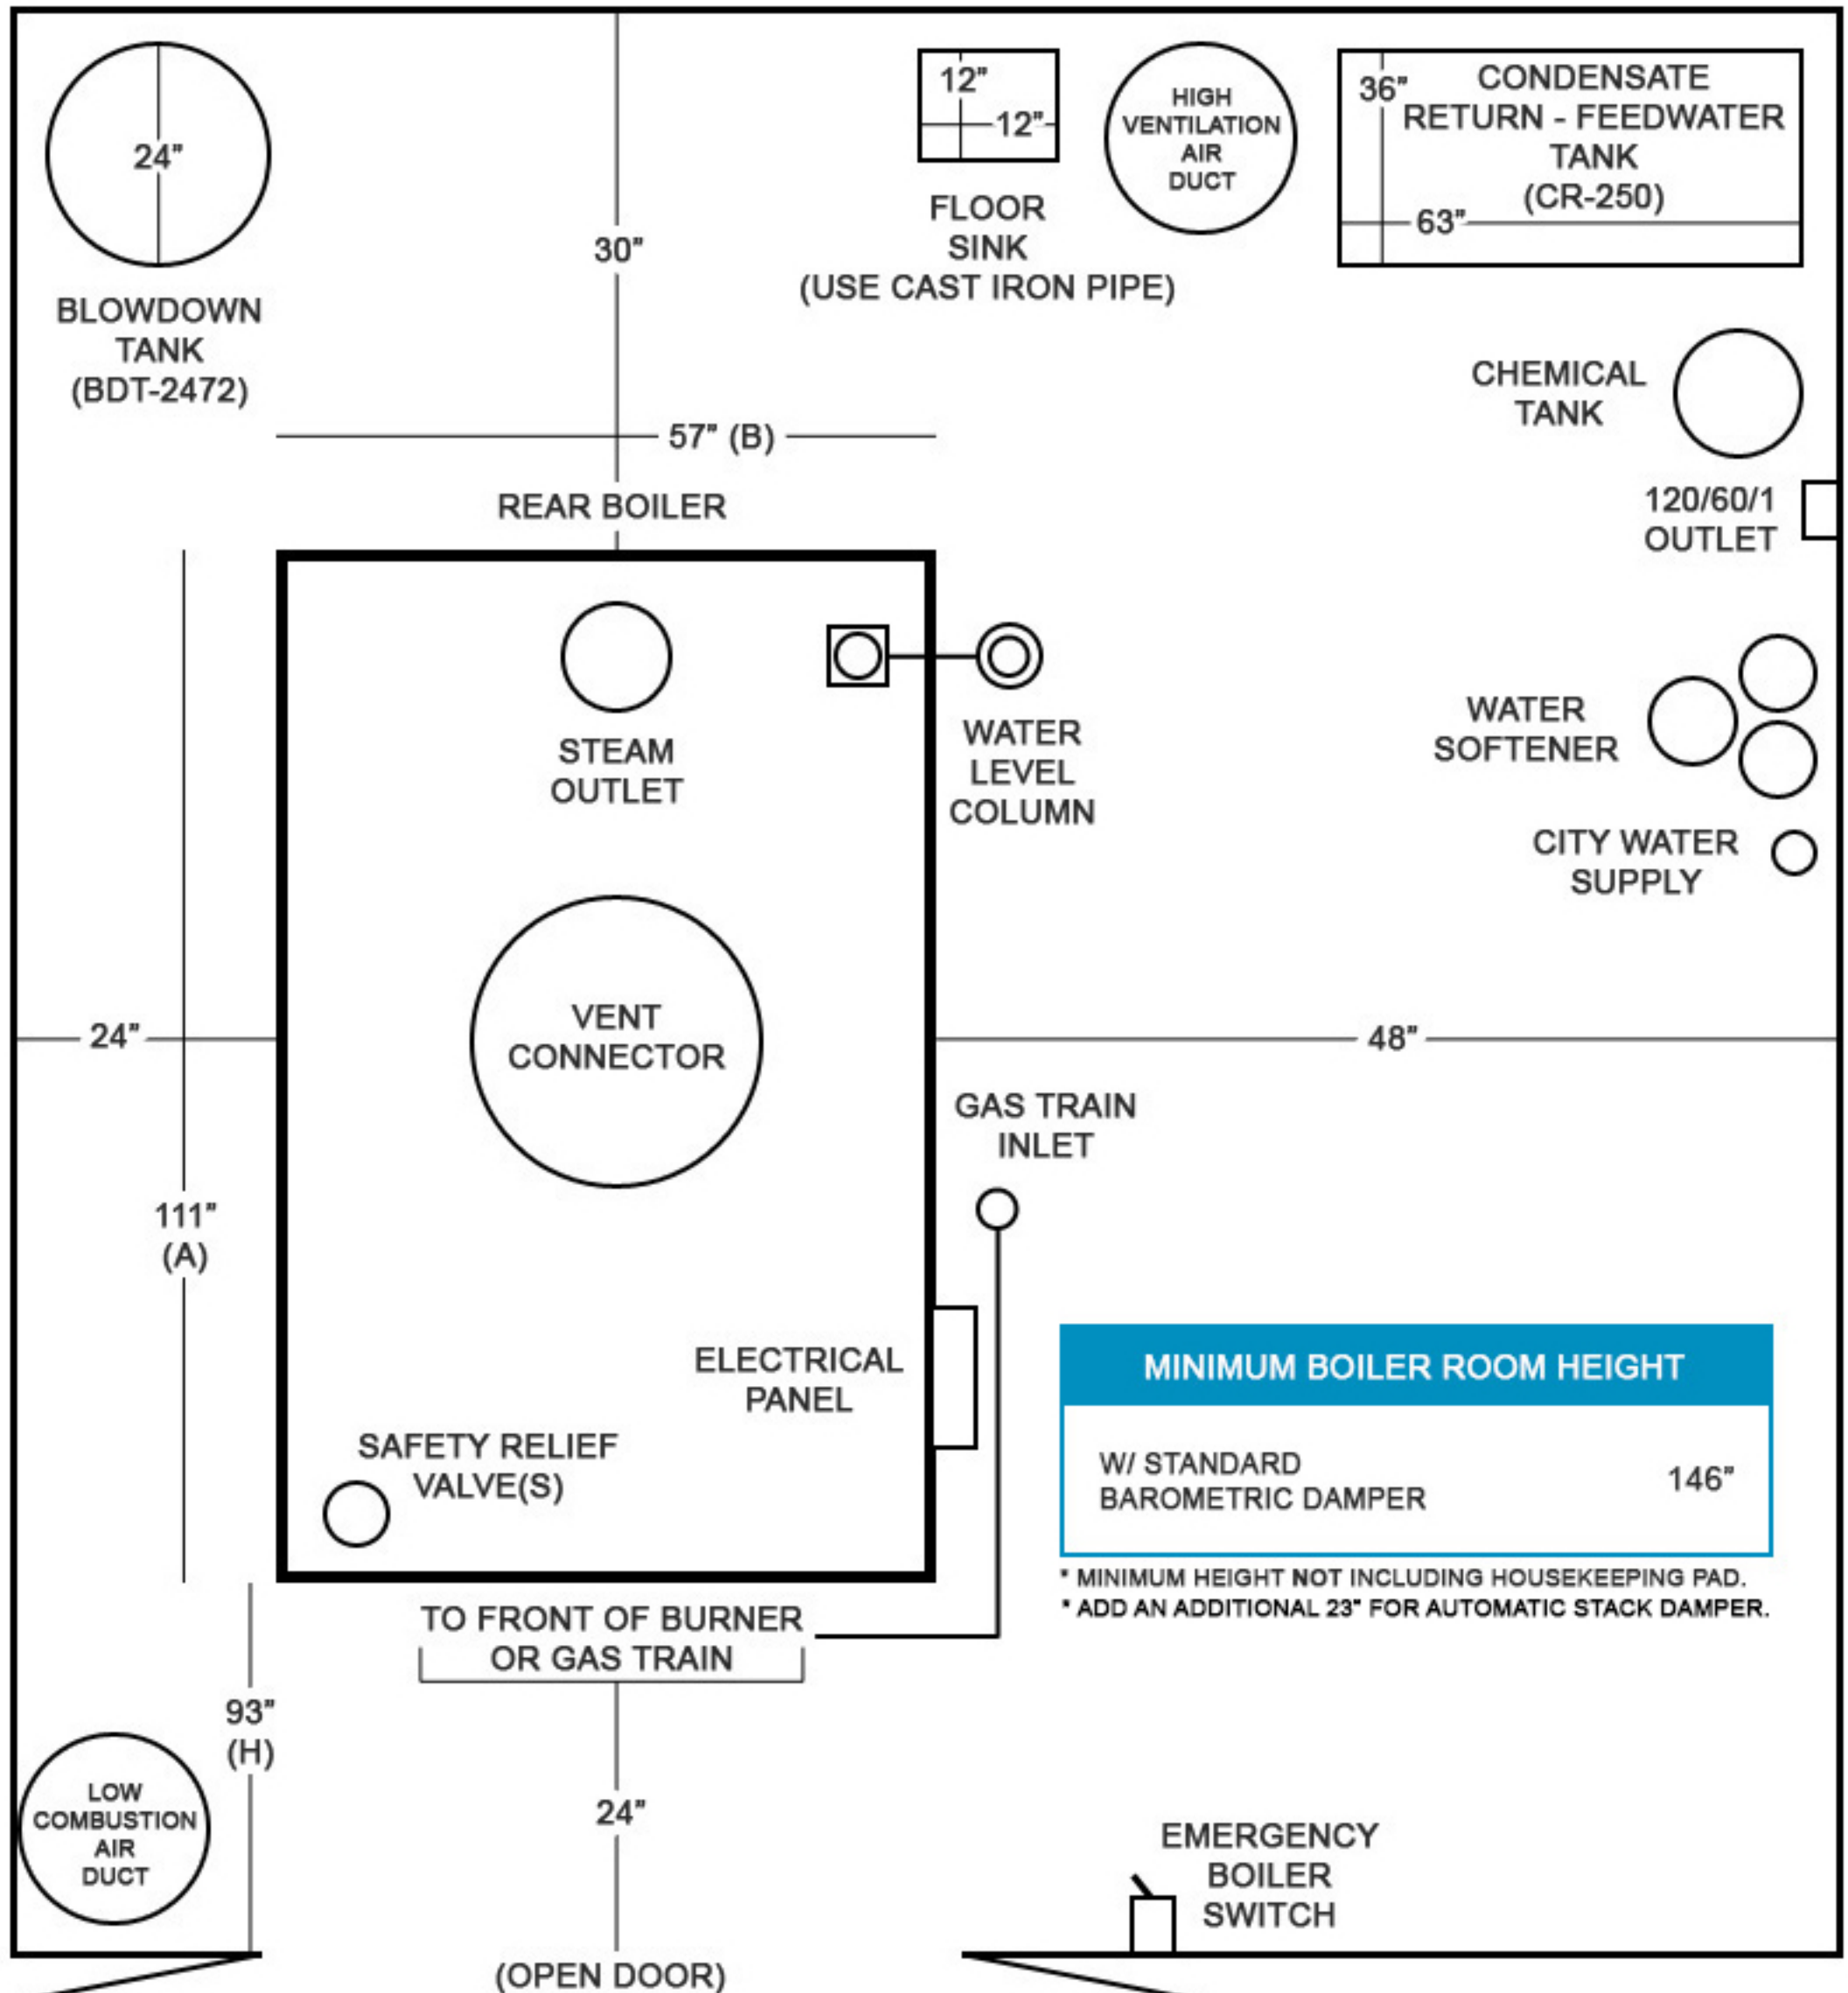 24”
BLOWDOWN
TANK
(BDT-2472)
30”
12”
12”
FLOOR
SINK
(USE CAST IRON PIPE)
HIGH
VENTILATION
AIR
DUCT
36”
CONDENSATE
RETURN - FEEDWATER
TANK
(CR-250)
63”
CHEMICAL
TANK
57” (B)
REAR BOILER
120/60/1
OUTLET
STEAM
OUTLET
WATER
LEVEL
COLUMN
WATER
SOFTENER
CITY WATER
SUPPLY
VENT
CONNECTOR
24”
48”
GAS TRAIN
INLET
111”
(A)
ELECTRICAL
PANEL
SAFETY RELIEF
VALVE(S)
MINIMUM BOILER ROOM HEIGHT
W/ STANDARD
BAROMETRIC DAMPER
146”
* MINIMUM HEIGHT NOT INCLUDING HOUSEKEEPING PAD.
* ADD AN ADDITIONAL 23” FOR AUTOMATIC STACK DAMPER.
TO FRONT OF BURNER
OR GAS TRAIN
93”
(H)
LOW
COMBUSTION
AIR
DUCT
24”
EMERGENCY
BOILER
SWITCH
(OPEN DOOR)